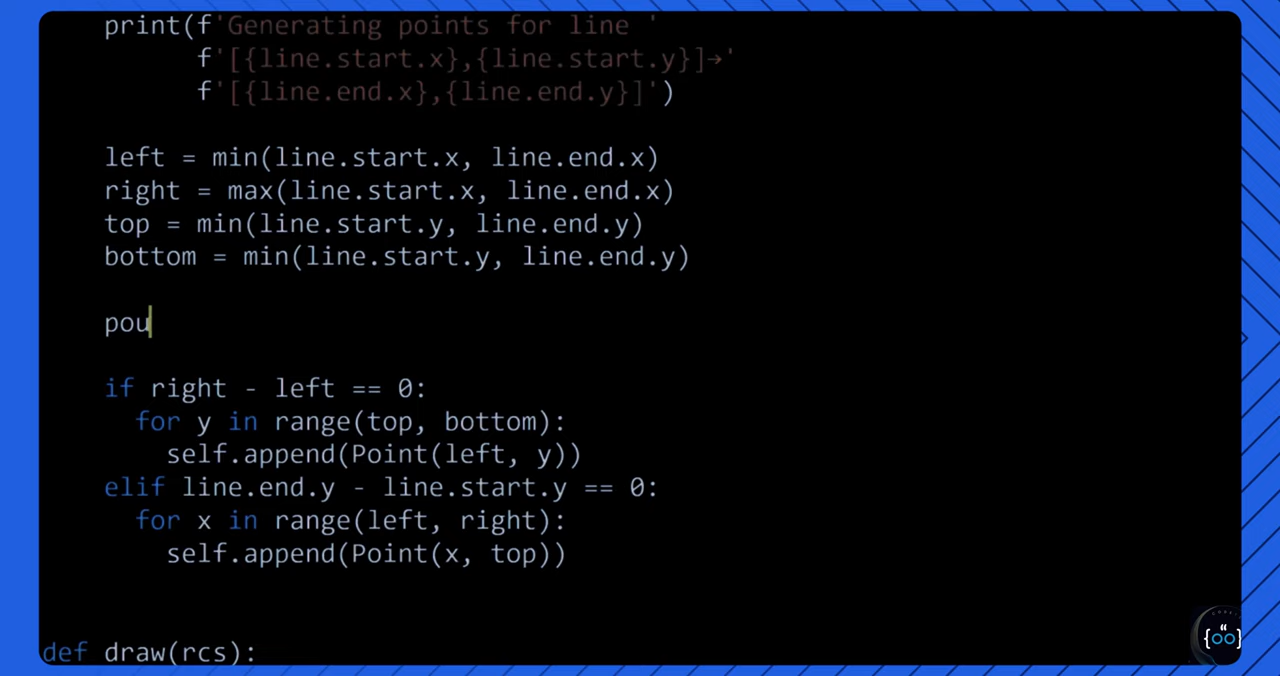 print(f'Generating points for line '
          f'[{line.start.x},{line.start.y}]→'
          f'[{line.end.x},{line.end.y}]')

    left = min(line.start.x, line.end.x)
    right = max(line.start.x, line.end.x)
    top = min(line.start.y, line.end.y)
    bottom = min(line.start.y, line.end.y)

    pou

    if right - left == 0:
      for y in range(top, bottom):
        self.append(Point(left, y))
    elif line.end.y - line.start.y == 0:
      for x in range(left, right):
        self.append(Point(x, top))

def draw(rcs):